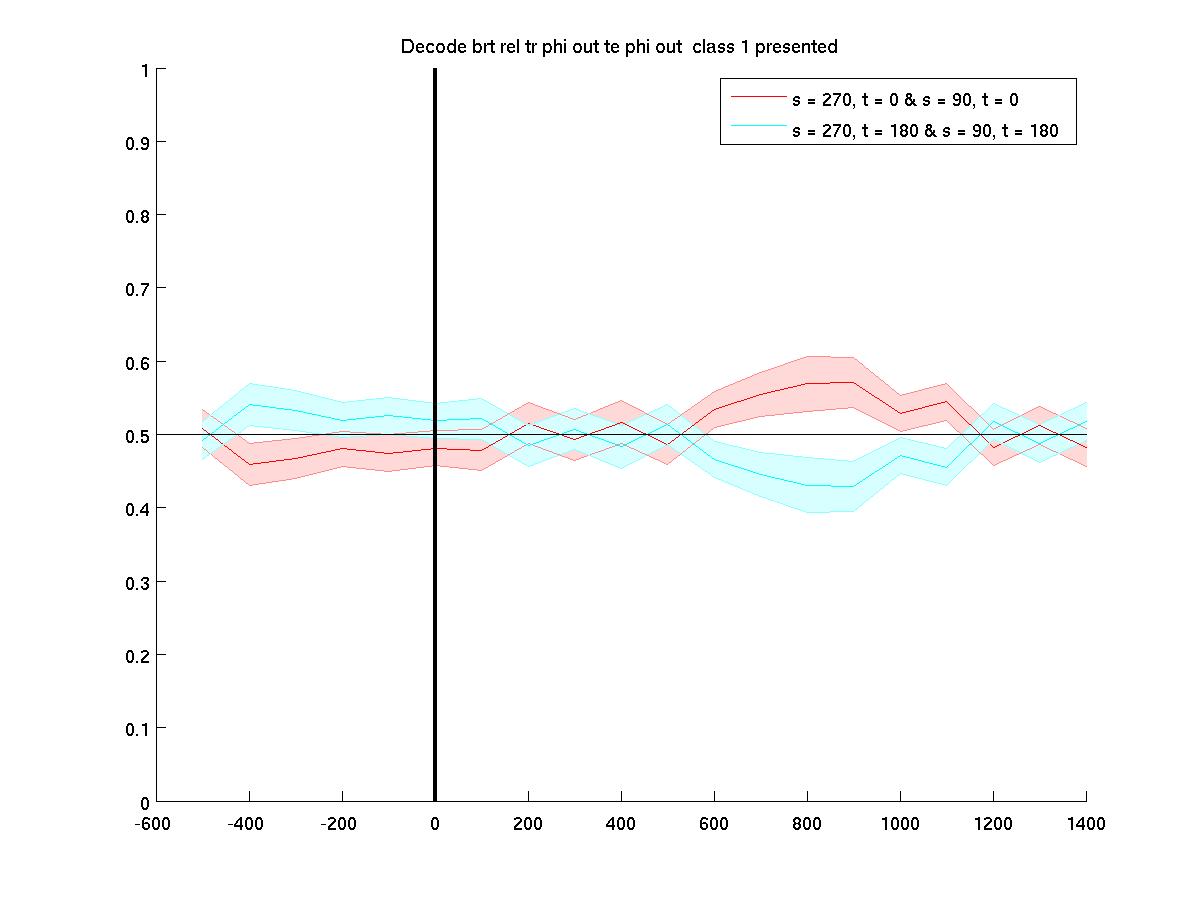 Decode brt rel tr phi out te phi out  class 1 presented
s = 270, t = 0 & s = 90, t = 0
s = 270, t = 180 & s = 90, t = 180
1
0.9
0.8
0.7
0.6
0.5
0.4
0.3
0.2
0.1
0
-600 -400 -200 0 200 400 600 800 1000 1200 1400